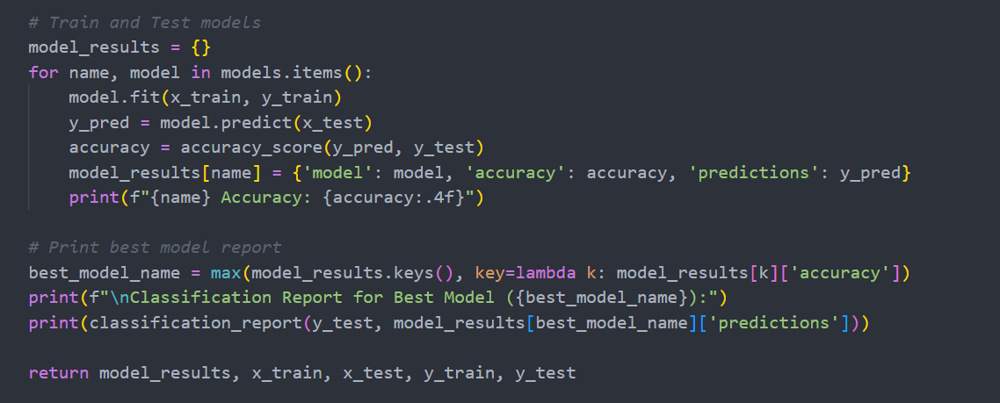 # Train and Test models
model_results = {}
for name, model in models.items():
    model.fit(x_train, y_train)
    y_pred = model.predict(x_test)
    accuracy = accuracy_score(y_pred, y_test)
    model_results[name] = {'model': model, 'accuracy': accuracy, 'predictions': y_pred}
    print(f"{name} Accuracy: {accuracy:.4f}")
# Print best model report
best_model_name = max(model_results.keys(), key=lambda k: model_results[k]['accuracy'])
print(f"\nClassification Report for Best Model ({best_model_name}):")
print(classification_report(y_test, model_results[best_model_name]['predictions']))
return model_results, x_train, x_test, y_train, y_test